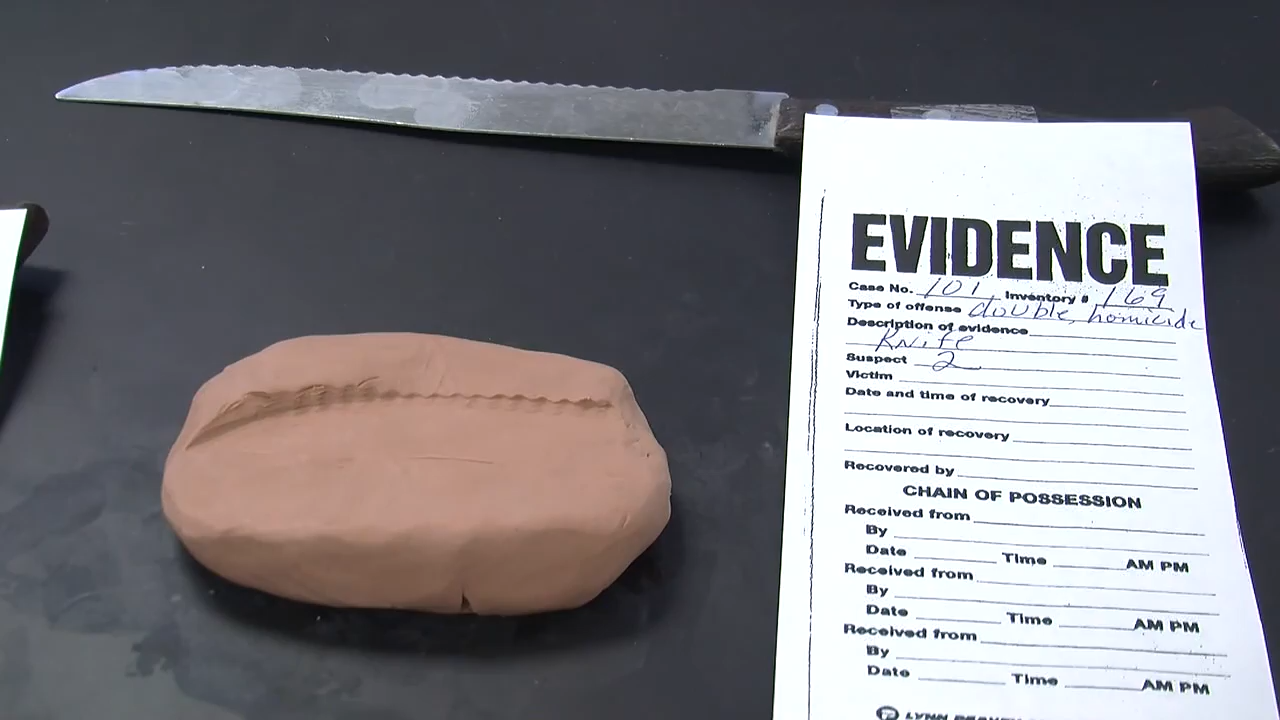 EVIDENCE
Case No. 101 Inventory # 169
Type of offense double homicide
Description of evidence
Knife
Suspect 2
Victim
Date and time of recovery
Location of recovery
Recovered by
CHAIN OF POSSESSION
Received from
By
Date Time AM PM
Received from
By
Date Time AM PM
Received from
By
Date Time AM PM
LYNN